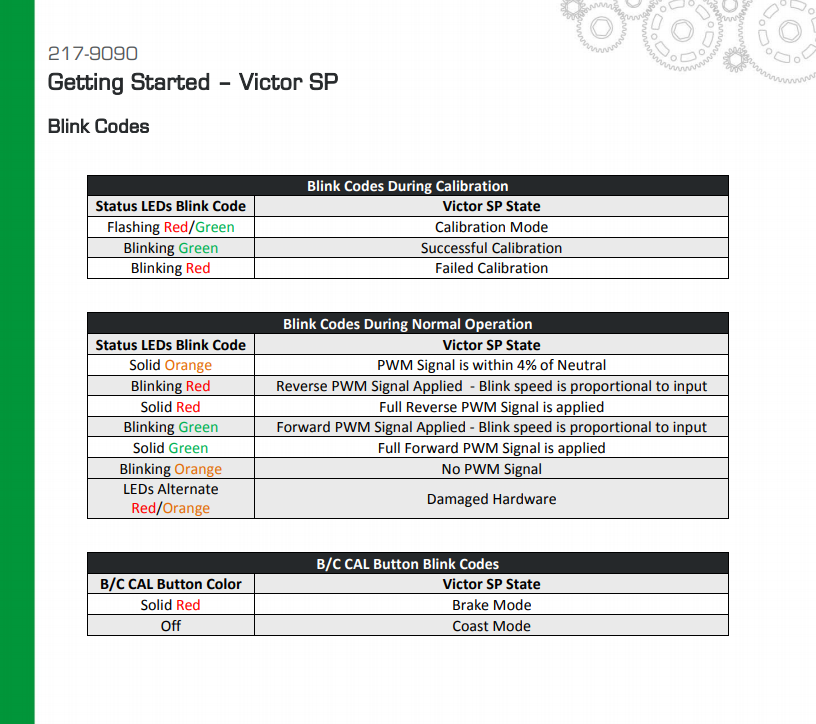 217-9090
Getting Started – Victor SP
Blink Codes
Blink Codes During Calibration
Status LEDs Blink Code Victor SP State
Flashing Red/Green Calibration Mode
Blinking Green Successful Calibration
Blinking Red Failed Calibration
Blink Codes During Normal Operation
Status LEDs Blink Code Victor SP State
Solid Orange PWM Signal is within 4% of Neutral
Blinking Red Reverse PWM Signal Applied  - Blink speed is proportional to input
Solid Red Full Reverse PWM Signal is applied
Blinking Green Forward PWM Signal Applied - Blink speed is proportional to input
Solid Green Full Forward PWM Signal is applied
Blinking Orange No PWM Signal
LEDs Alternate
Red/Orange Damaged Hardware
B/C CAL Button Blink Codes
B/C CAL Button Color Victor SP State
Solid Red Brake Mode
Off Coast Mode